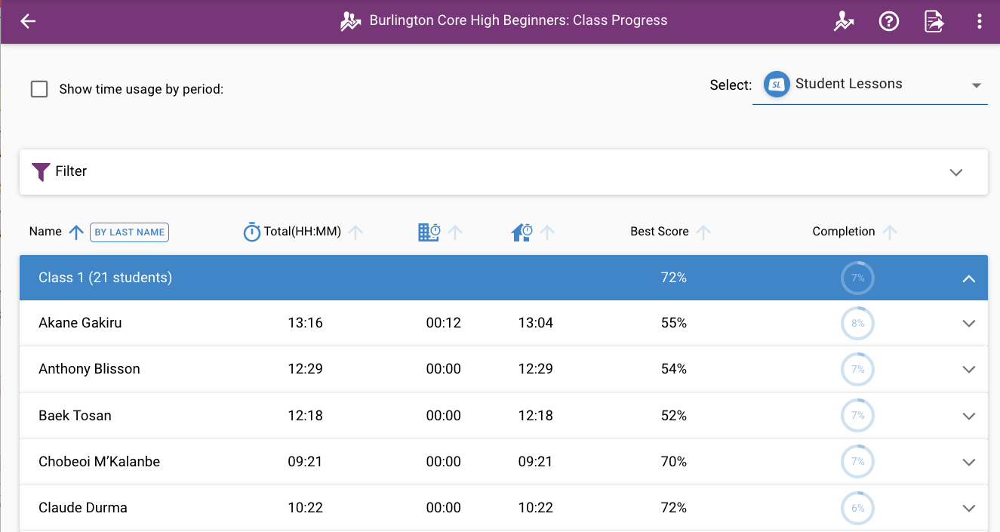 Burlington Core High Beginners: Class Progress
Show time usage by period:
Select: SL Student Lessons
Filter
Name BY LAST NAME Total(HH:MM) Best Score Completion
Class 1 (21 students) 72% 7%
Akane Gakiru 13:16 00:12 13:04 55% 8%
Anthony Blisson 12:29 00:00 12:29 54% 7%
Baek Tosan 12:18 00:00 12:18 52% 7%
Chobeoi M’Kalanbe 09:21 00:00 09:21 70% 7%
Claude Durma 10:22 00:00 10:22 72% 6%